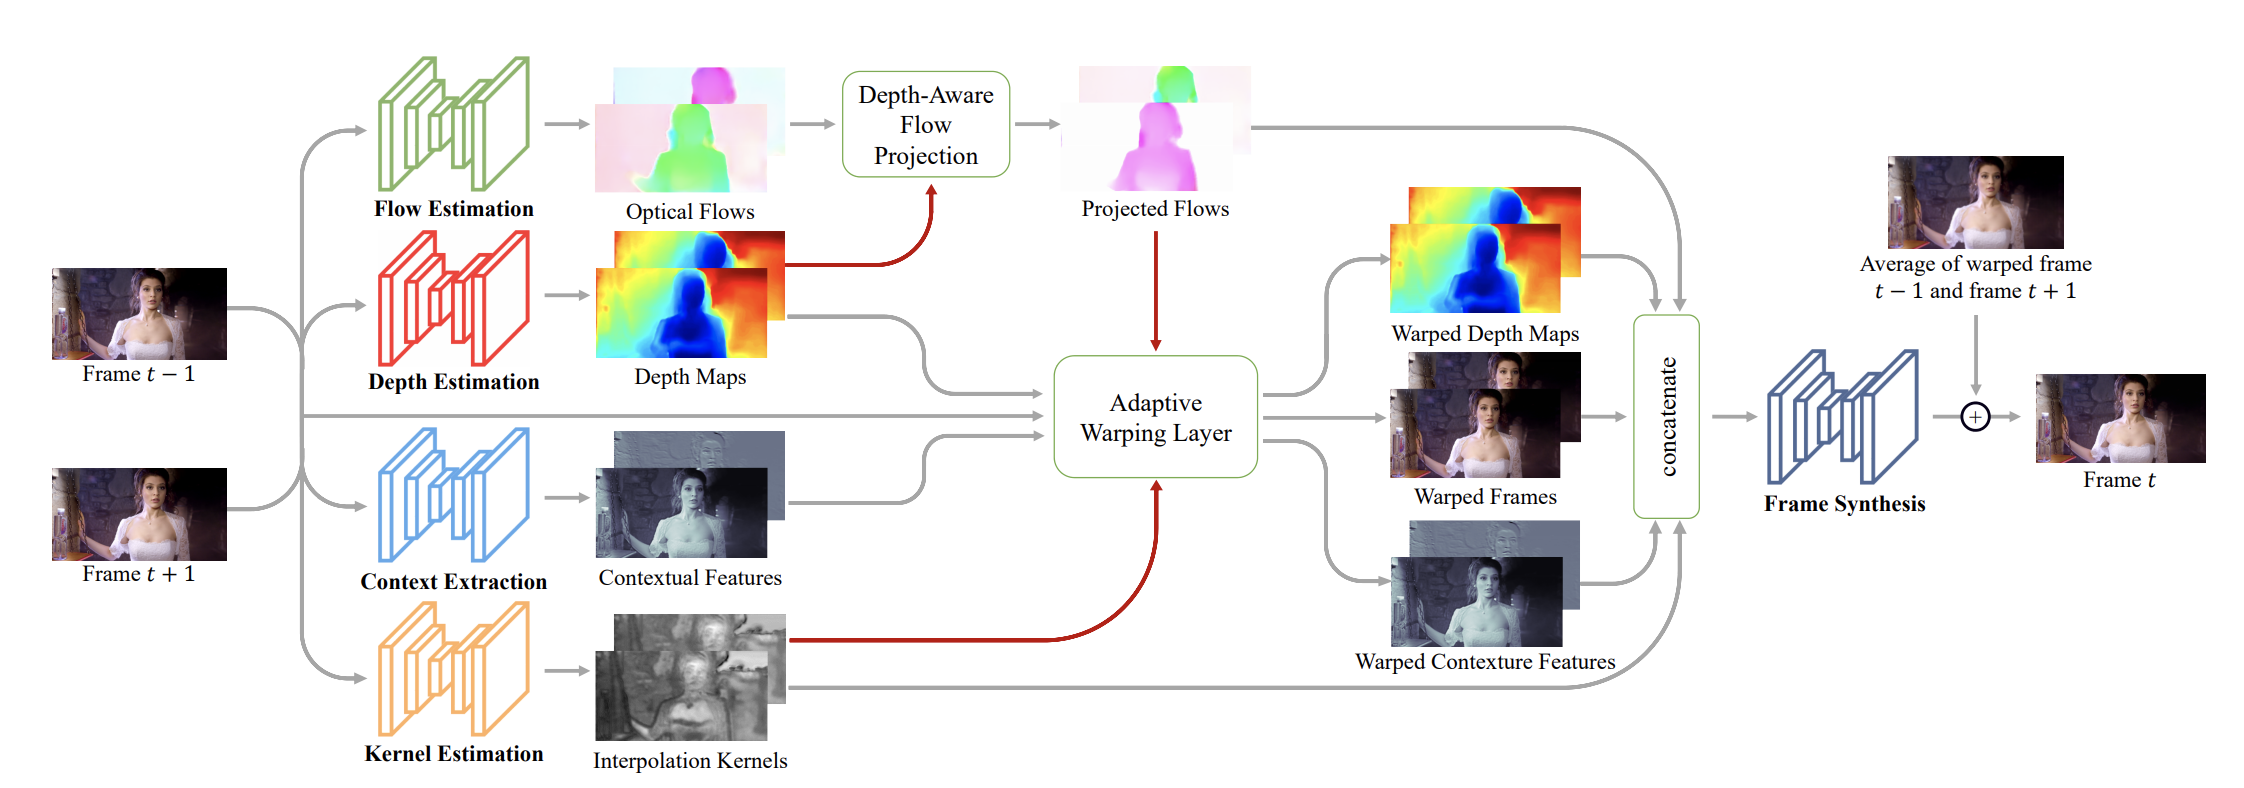 Frame t − 1
Frame t + 1
Flow Estimation
Depth Estimation
Context Extraction
Kernel Estimation
Optical Flows
Depth Maps
Contextual Features
Interpolation Kernels
Depth-Aware
Flow
Projection
Projected Flows
Adaptive
Warping Layer
Warped Depth Maps
Warped Frames
Warped Contexture Features
concatenate
Frame Synthesis
Average of warped frame
t − 1 and frame t + 1
+
Frame t